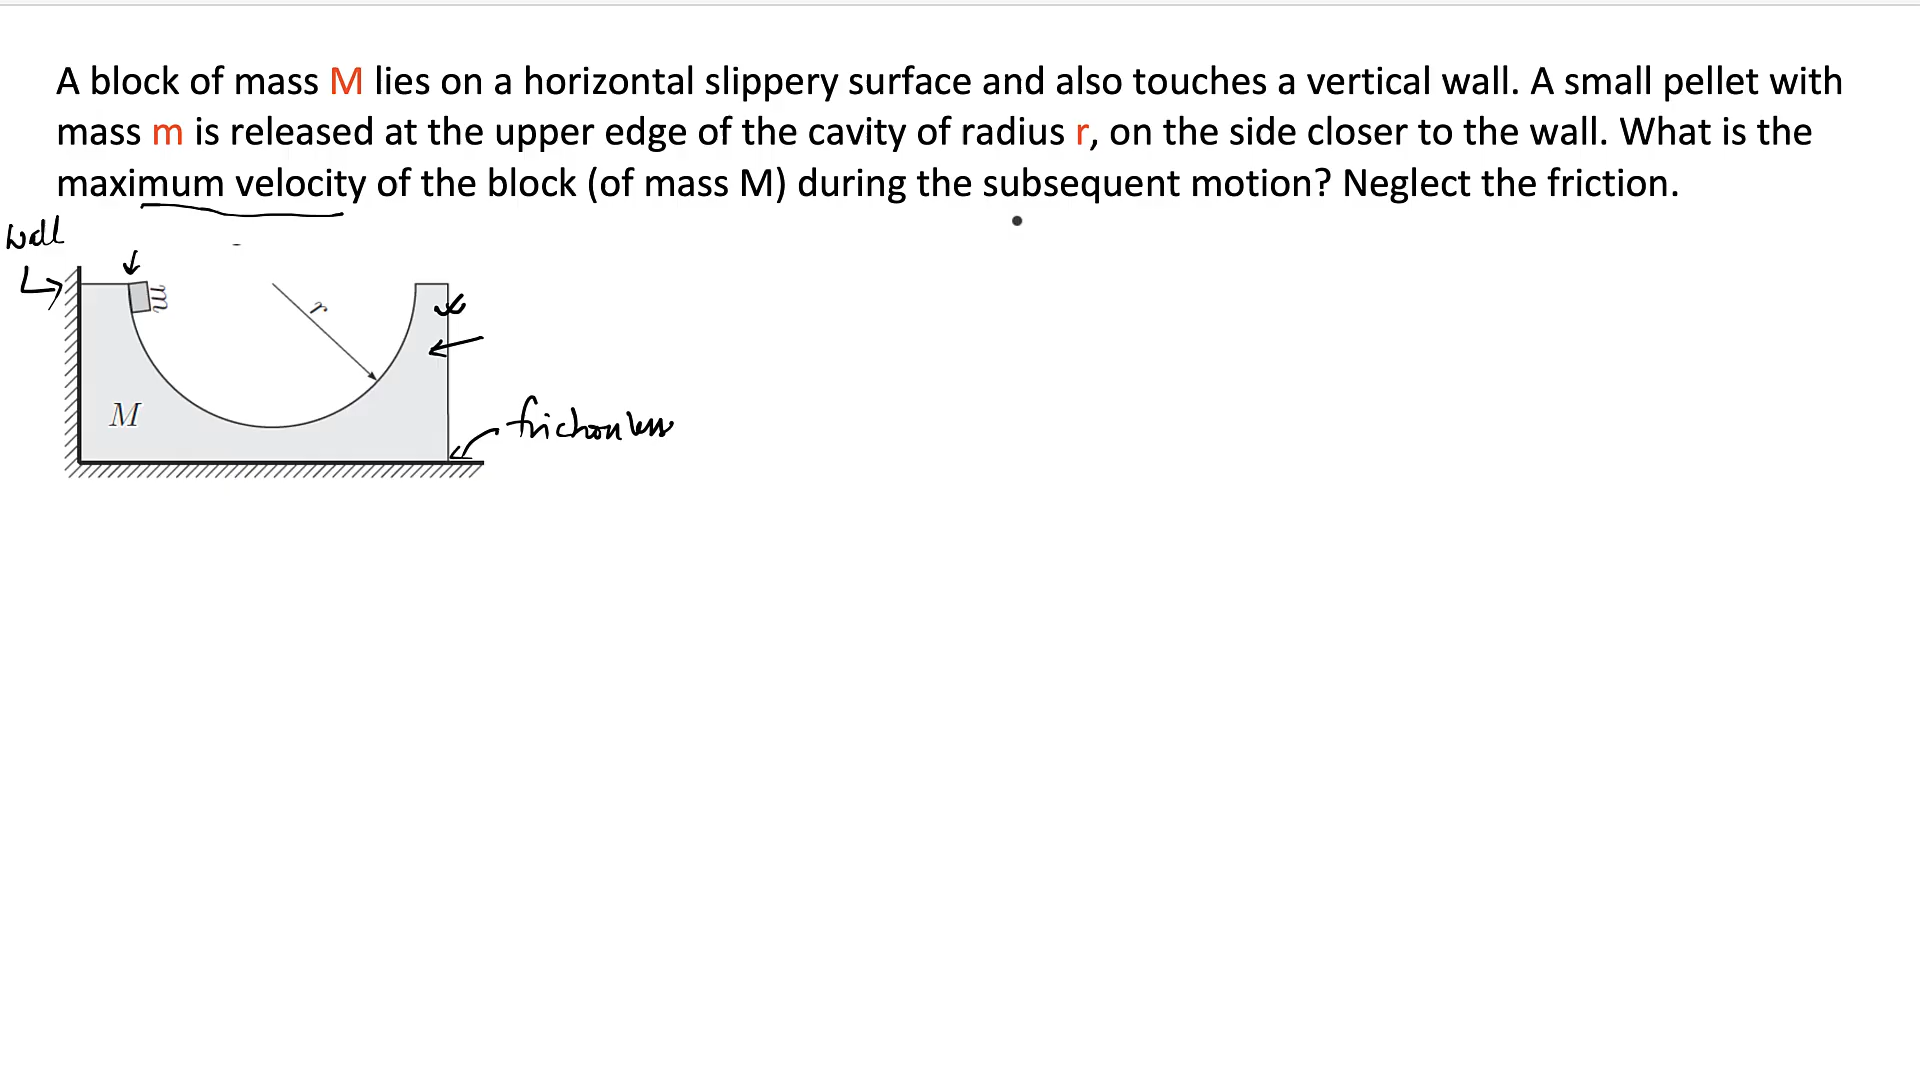 A block of mass M lies on a horizontal slippery surface and also touches a vertical wall. A small pellet with
mass m is released at the upper edge of the cavity of radius r, on the side closer to the wall. What is the
maximum velocity of the block (of mass M) during the subsequent motion? Neglect the friction.
wall
m
r
M
frictionless